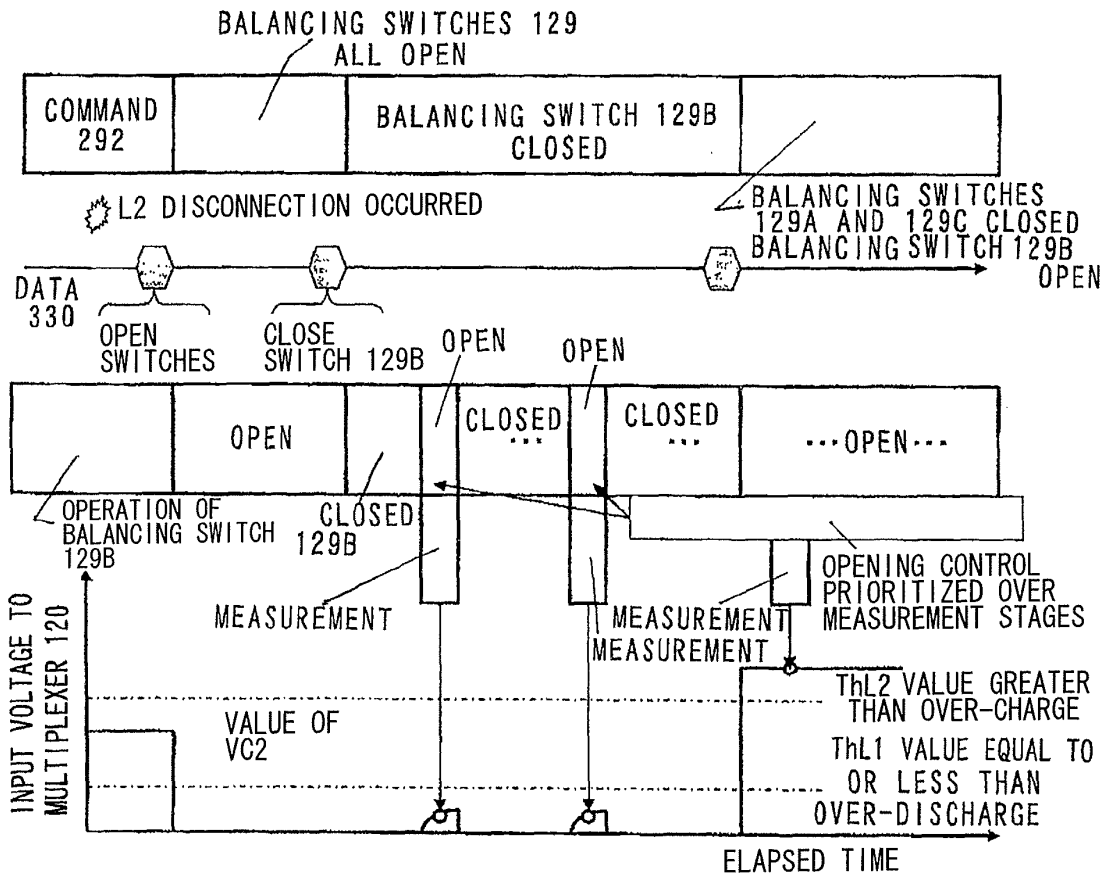 BALANCING SWITCHES 129
ALL OPEN
COMMAND
292
BALANCING SWITCH 129B
CLOSED
L2 DISCONNECTION OCCURRED
BALANCING SWITCHES
129A AND 129C CLOSED
BALANCING SWITCH 129B
OPEN
DATA
330
OPEN
SWITCHES
CLOSE
SWITCH 129B
OPEN
OPEN
OPEN
CLOSED
...
CLOSED
...
...OPEN...
OPERATION OF
BALANCING SWITCH
129B
CLOSED
129B
OPENING CONTROL
PRIORITIZED OVER
MEASUREMENT STAGES
MEASUREMENT
MEASUREMENT
MEASUREMENT
INPUT VOLTAGE TO
MULTIPLEXER 120
VALUE OF
VC2
ThL2 VALUE GREATER
THAN OVER-CHARGE
ThL1 VALUE EQUAL TO
OR LESS THAN
OVER-DISCHARGE
ELAPSED TIME